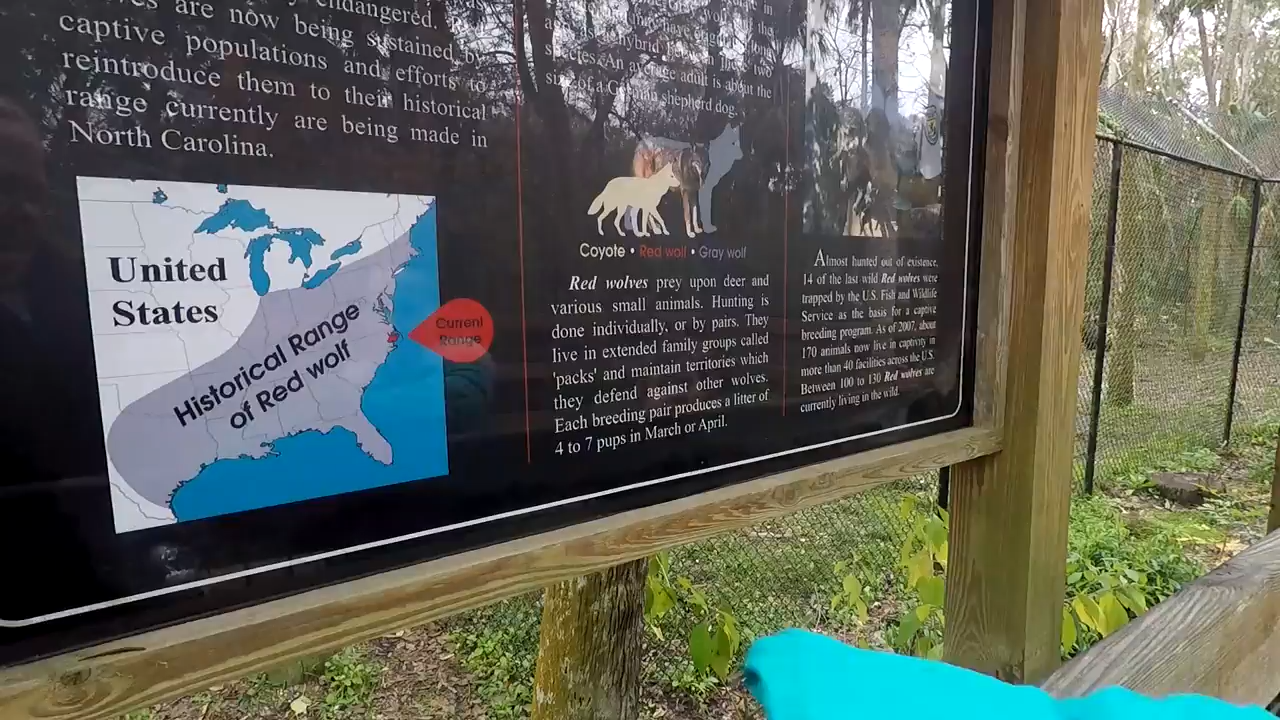 endangered.
are now being sustained by
captive populations and efforts to
reintroduce them to their historical
range currently are being made in
North Carolina.
United
States
Historical Range
of Red wolf
Current
Range
in
the
hybrid
two
An average adult is about the
size of a German shepherd dog.
Coyote • Red wolf • Gray wolf
Red wolves prey upon deer and
various small animals. Hunting is
done individually, or by pairs. They
live in extended family groups called
'packs' and maintain territories which
they defend against other wolves.
Each breeding pair produces a litter of
4 to 7 pups in March or April.
Almost hunted out of existence,
14 of the last wild Red wolves were
trapped by the U.S. Fish and Wildlife
Service as the basis for a captive
breeding program. As of 2007, about
170 animals now live in captivity in
more than 40 facilities across the U.S.
Between 100 to 130 Red wolves are
currently living in the wild.